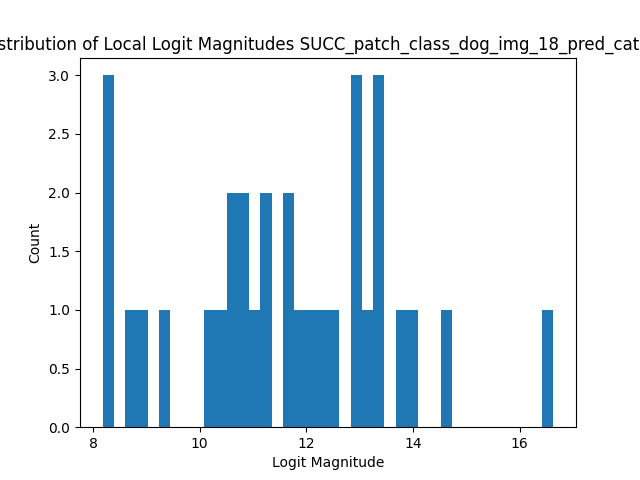 stribution of Local Logit Magnitudes SUCC_patch_class_dog_img_18_pred_cat
3.0
2.5
2.0
1.5
1.0
0.5
0.0
Count
8 10 12 14 16
Logit Magnitude